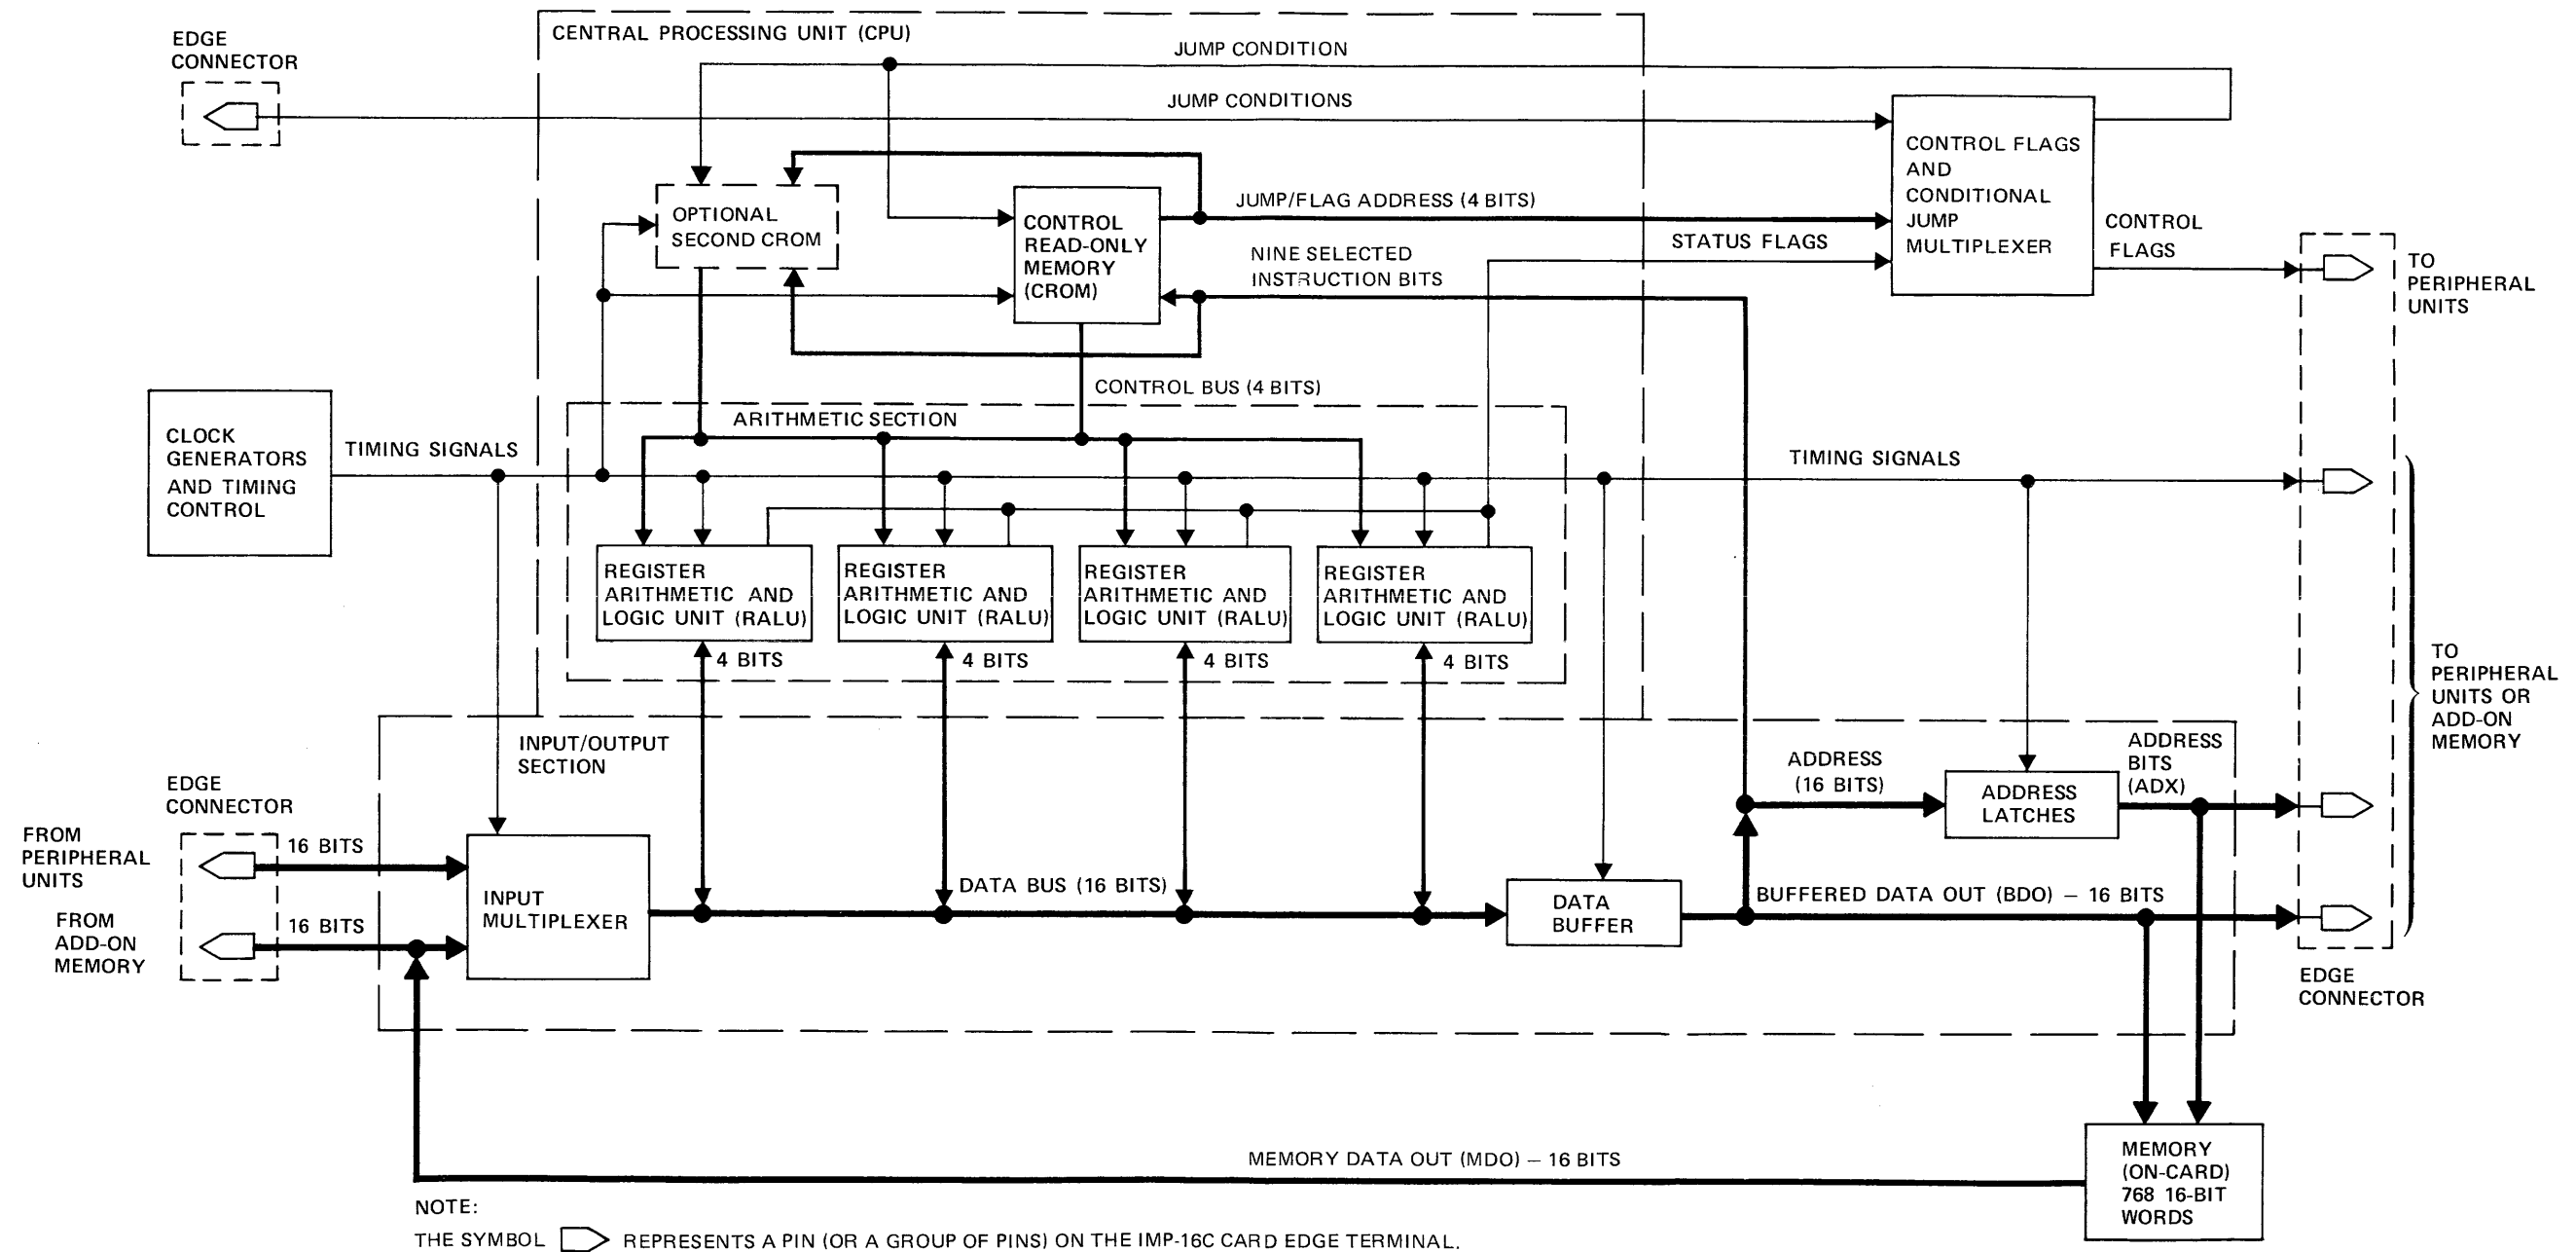 EDGE
CONNECTOR
CENTRAL PROCESSING UNIT (CPU)
JUMP CONDITION
JUMP CONDITIONS
CONTROL FLAGS
AND
CONDITIONAL
JUMP
MULTIPLEXER
OPTIONAL
SECOND CROM
CONTROL
READ-ONLY
MEMORY
(CROM)
JUMP/FLAG ADDRESS (4 BITS)
STATUS FLAGS
NINE SELECTED
INSTRUCTION BITS
CONTROL
FLAGS
TO
PERIPHERAL
UNITS
CONTROL BUS (4 BITS)
ARITHMETIC SECTION
CLOCK
GENERATORS
AND TIMING
CONTROL
TIMING SIGNALS
TIMING SIGNALS
REGISTER
ARITHMETIC AND
LOGIC UNIT (RALU)
REGISTER
ARITHMETIC AND
LOGIC UNIT (RALU)
REGISTER
ARITHMETIC AND
LOGIC UNIT (RALU)
REGISTER
ARITHMETIC AND
LOGIC UNIT (RALU)
4 BITS
4 BITS
4 BITS
4 BITS
TO
PERIPHERAL
UNITS OR
ADD-ON
MEMORY
INPUT/OUTPUT
SECTION
EDGE
CONNECTOR
FROM
PERIPHERAL
UNITS
16 BITS
FROM
ADD-ON
MEMORY
16 BITS
INPUT
MULTIPLEXER
DATA BUS (16 BITS)
DATA
BUFFER
ADDRESS
(16 BITS)
ADDRESS
LATCHES
ADDRESS
BITS
(ADX)
BUFFERED DATA OUT (BDO) – 16 BITS
EDGE
CONNECTOR
MEMORY DATA OUT (MDO) – 16 BITS
MEMORY
(ON-CARD)
768 16-BIT
WORDS
NOTE:
THE SYMBOL REPRESENTS A PIN (OR A GROUP OF PINS) ON THE IMP-16C CARD EDGE TERMINAL.